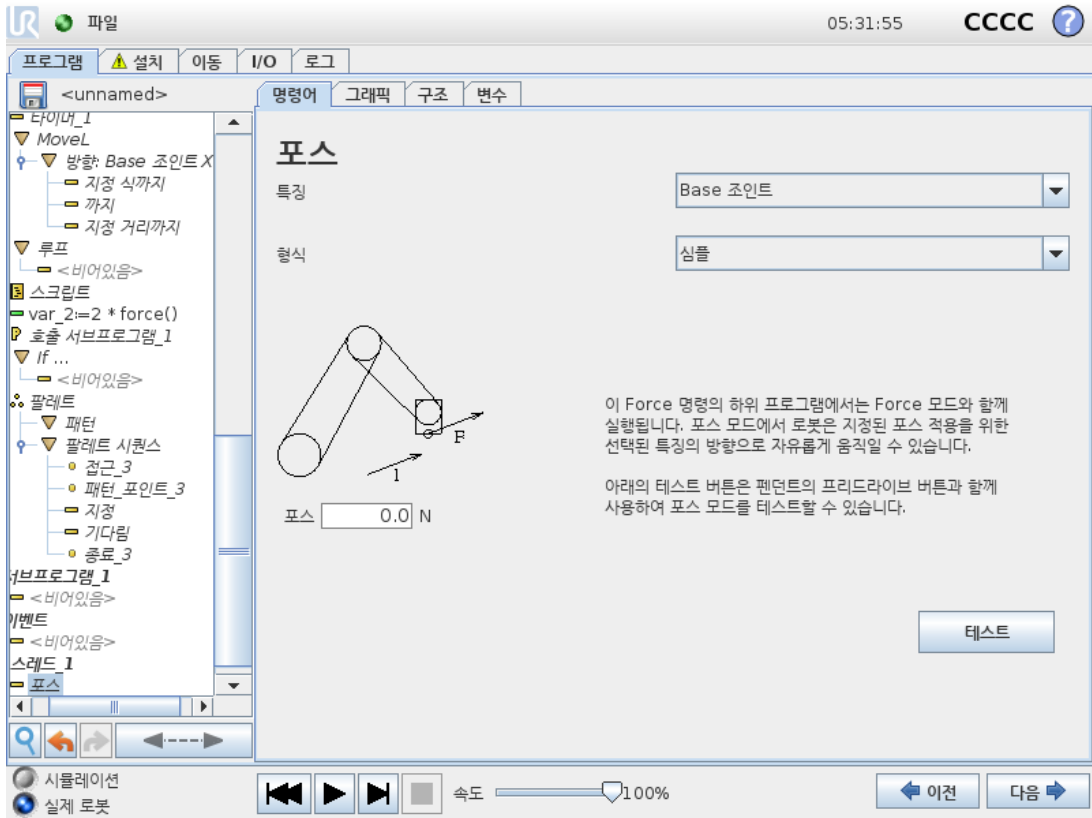 UR 파일 05:31:55 CCCC ?
프로그램 설치 이동 I/O 로그
<unnamed>
명령어 그래픽 구조 변수
타이머_1
MoveL
방향: Base 조인트 X
지정 식까지
까지
지정 거리까지
루프
<비어있음>
스크립트
var_2:=2 * force()
호출 서브프로그램_1
If ...
<비어있음>
팔레트
패턴
팔레트 시퀀스
접근_3
패턴_포인트_3
지정
기다림
종료_3
서브프로그램_1
<비어있음>
이벤트
<비어있음>
스레드_1
포스
포스
특징 Base 조인트
형식 심플
F
1
포스 0.0 N
이 Force 명령의 하위 프로그램에서는 Force 모드와 함께
실행됩니다. 포스 모드에서 로봇은 지정된 포스 적용을 위한
선택된 특징의 방향으로 자유롭게 움직일 수 있습니다.
아래의 테스트 버튼은 펜던트의 프리드라이브 버튼과 함께
사용하여 포스 모드를 테스트할 수 있습니다.
테스트
시뮬레이션
실제 로봇
속도 100%
이전 다음